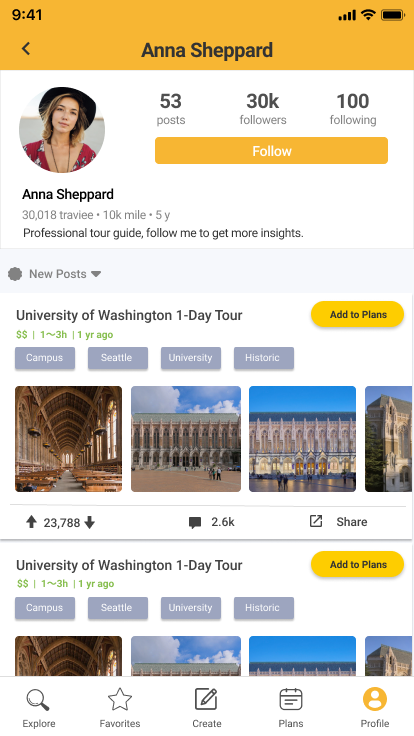 9:41
Anna Sheppard
53 30k 100
posts followers following
Follow
Anna Sheppard
30,018 traviee • 10k mile • 5 y
Professional tour guide, follow me to get more insights.
New Posts
University of Washington 1-Day Tour Add to Plans
$$ | 1~3h | 1 yr ago
Campus Seattle University Historic
23,788 2.6k Share
University of Washington 1-Day Tour Add to Plans
$$ | 1~3h | 1 yr ago
Campus Seattle University Historic
Explore Favorites Create Plans Profile